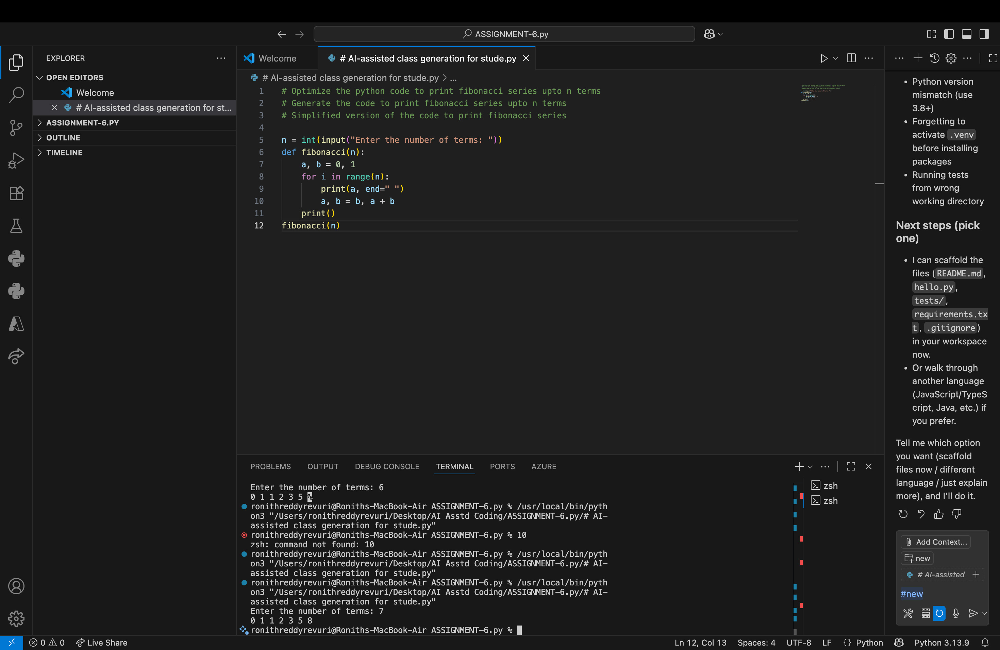 ASSIGNMENT-6.py
EXPLORER
OPEN EDITORS
Welcome
# AI-assisted class generation for st...
ASSIGNMENT-6.PY
OUTLINE
TIMELINE
Welcome
# AI-assisted class generation for stude.py
# AI-assisted class generation for stude.py > ...
1 # Optimize the python code to print fibonacci series upto n terms
2 # Generate the code to print fibonacci series upto n terms
3 # Simplified version of the code to print fibonacci series
4
5 n = int(input("Enter the number of terms: "))
6 def fibonacci(n):
7     a, b = 0, 1
8     for i in range(n):
9         print(a, end=" ")
10         a, b = b, a + b
11     print()
12 fibonacci(n)
PROBLEMS OUTPUT DEBUG CONSOLE TERMINAL PORTS AZURE
Enter the number of terms: 6
0 1 1 2 3 5 %
ronithreddyrevuri@Roniths-MacBook-Air ASSIGNMENT-6.py % /usr/local/bin/pyth
on3 "/Users/ronithreddyrevuri/Desktop/AI Asstd Coding/ASSIGNMENT-6.py/# AI-
assisted class generation for stude.py"
ronithreddyrevuri@Roniths-MacBook-Air ASSIGNMENT-6.py % 10
zsh: command not found: 10
ronithreddyrevuri@Roniths-MacBook-Air ASSIGNMENT-6.py % /usr/local/bin/pyth
on3 "/Users/ronithreddyrevuri/Desktop/AI Asstd Coding/ASSIGNMENT-6.py/# AI-
assisted class generation for stude.py"
ronithreddyrevuri@Roniths-MacBook-Air ASSIGNMENT-6.py % /usr/local/bin/pyth
on3 "/Users/ronithreddyrevuri/Desktop/AI Asstd Coding/ASSIGNMENT-6.py/# AI-
assisted class generation for stude.py"
Enter the number of terms: 7
0 1 1 2 3 5 8
ronithreddyrevuri@Roniths-MacBook-Air ASSIGNMENT-6.py %
zsh
zsh
• Python version
mismatch (use
3.8+)
• Forgetting to
activate .venv
before installing
packages
• Running tests
from wrong
working directory
Next steps (pick
one)
• I can scaffold the
files (README.md,
hello.py,
tests/,
requirements.tx
t, .gitignore)
in your workspace
now.
• Or walk through
another language
(JavaScript/TypeS
cript, Java, etc.) if
you prefer.
Tell me which option
you want (scaffold
files now / different
language / just explain
more), and I'll do it.
Add Context...
new
# AI-assisted
#new
0 0 Live Share
Ln 12, Col 13 Spaces: 4 UTF-8 LF {} Python Python 3.13.9